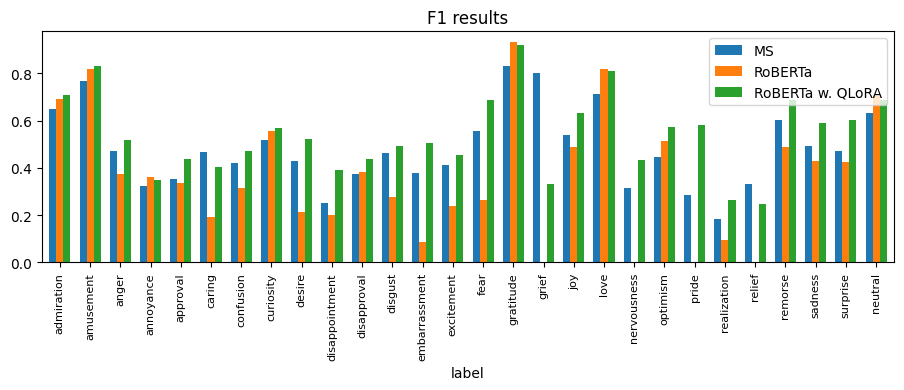 F1 results
MS
RoBERTa
RoBERTa w. QLoRA
0.8
0.6
0.4
0.2
0.0
admiration
amusement
anger
annoyance
approval
caring
confusion
curiosity
desire
disappointment
disapproval
disgust
embarrassment
excitement
fear
gratitude
grief
joy
love
nervousness
optimism
pride
realization
relief
remorse
sadness
surprise
neutral
label